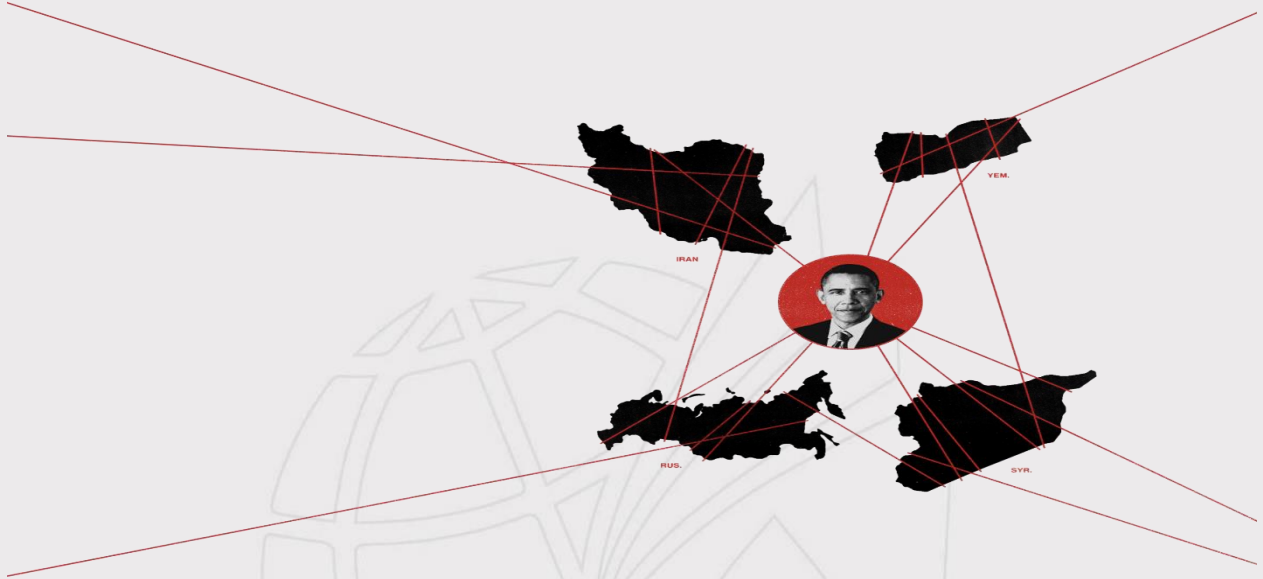 YEM.
IRAN
RUS.
SYR.